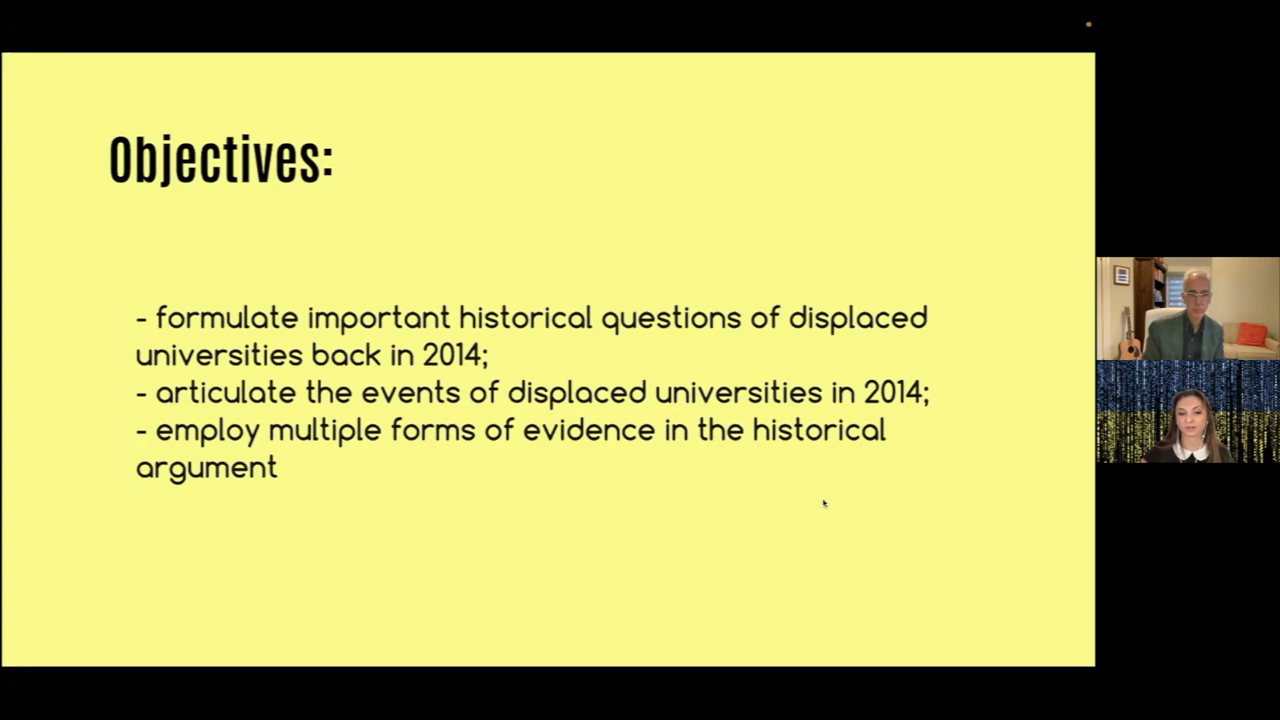 Objectives:
- formulate important historical questions of displaced
universities back in 2014;
- articulate the events of displaced universities in 2014;
- employ multiple forms of evidence in the historical
argument